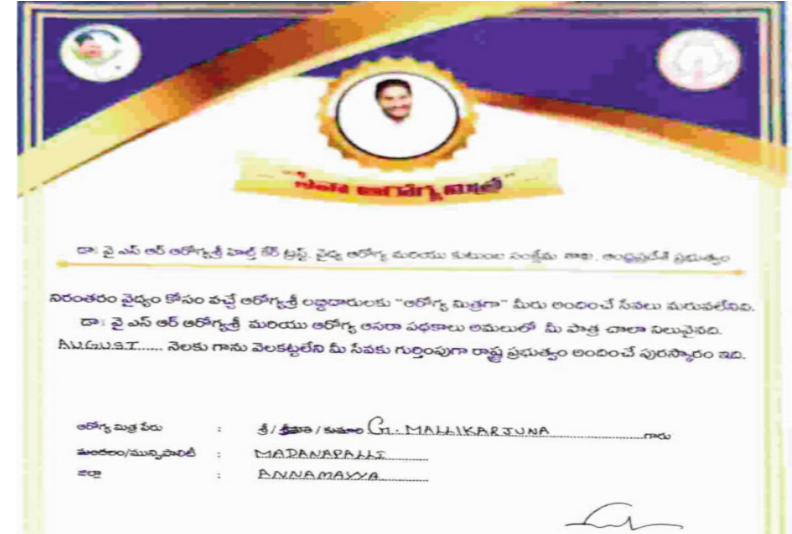 "సేవా ఆరోగ్య మిత్ర"
డా॥ వై ఎస్ ఆర్ ఆరోగ్యశ్రీ హెల్త్ కేర్ ట్రస్ట్, వైద్య ఆరోగ్య మరియు కుటుంబ సంక్షేమ శాఖ, ఆంధ్రప్రదేశ్ ప్రభుత్వం
నిరంతరం వైద్యం కోసం వచ్చే ఆరోగ్యశ్రీ లబ్ధిదారులకు "ఆరోగ్య మిత్రగా" మీరు అందించే సేవలు మరువలేనివి.
డా॥ వై ఎస్ ఆర్ ఆరోగ్యశ్రీ మరియు ఆరోగ్య ఆసరా పథకాలు అమలులో మీ పాత్ర చాలా విలువైనది.
AUGUST...... నెలకు గాను వెలకట్టలేని మీ సేవకు గుర్తింపుగా రాష్ట్ర ప్రభుత్వం అందించే పురస్కారం ఇది.
ఆరోగ్య మిత్ర పేరు : శ్రీ / శ్రీమతి / కుమారి G. MALLIKARJUNA గారు
మండలం/మున్సిపాలిటీ : MADANAPALLI
జిల్లా : ANNAMAYYA